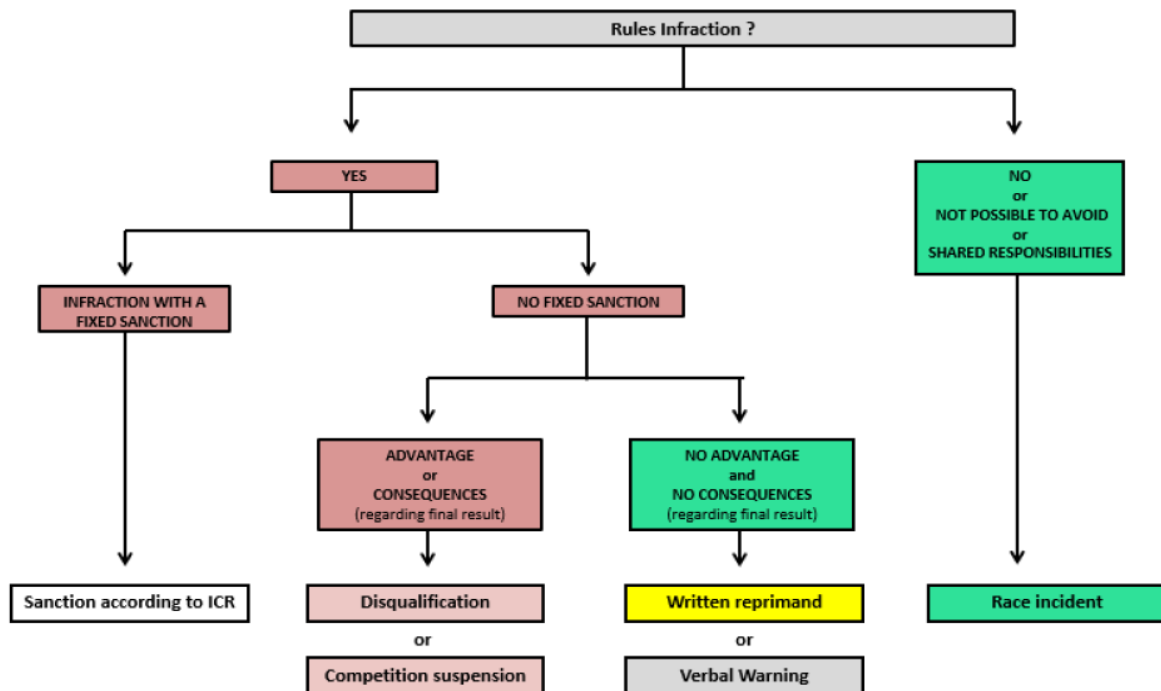 Rules Infraction ?
YES
NO
or
NOT POSSIBLE TO AVOID
or
SHARED RESPONSIBILITIES
INFRACTION WITH A
FIXED SANCTION
NO FIXED SANCTION
ADVANTAGE
or
CONSEQUENCES
(regarding final result)
NO ADVANTAGE
and
NO CONSEQUENCES
(regarding final result)
Sanction according to ICR
Disqualification
or
Competition suspension
Written reprimand
or
Verbal Warning
Race incident